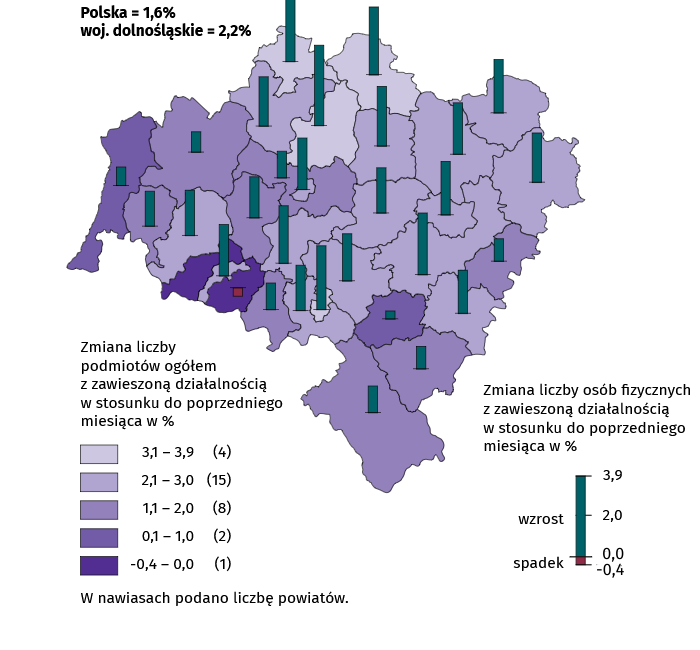 Polska = 1,6%
woj. dolnośląskie = 2,2%
Zmiana liczby
podmiotów ogółem
z zawieszoną działalnością
w stosunku do poprzedniego
miesiąca w %
3,1 – 3,9 (4)
2,1 – 3,0 (15)
1,1 – 2,0 (8)
0,1 – 1,0 (2)
-0,4 – 0,0 (1)
W nawiasach podano liczbę powiatów.
Zmiana liczby osób fizycznych
z zawieszoną działalnością
w stosunku do poprzedniego
miesiąca w %
3,9
wzrost 2,0
0,0
spadek -0,4